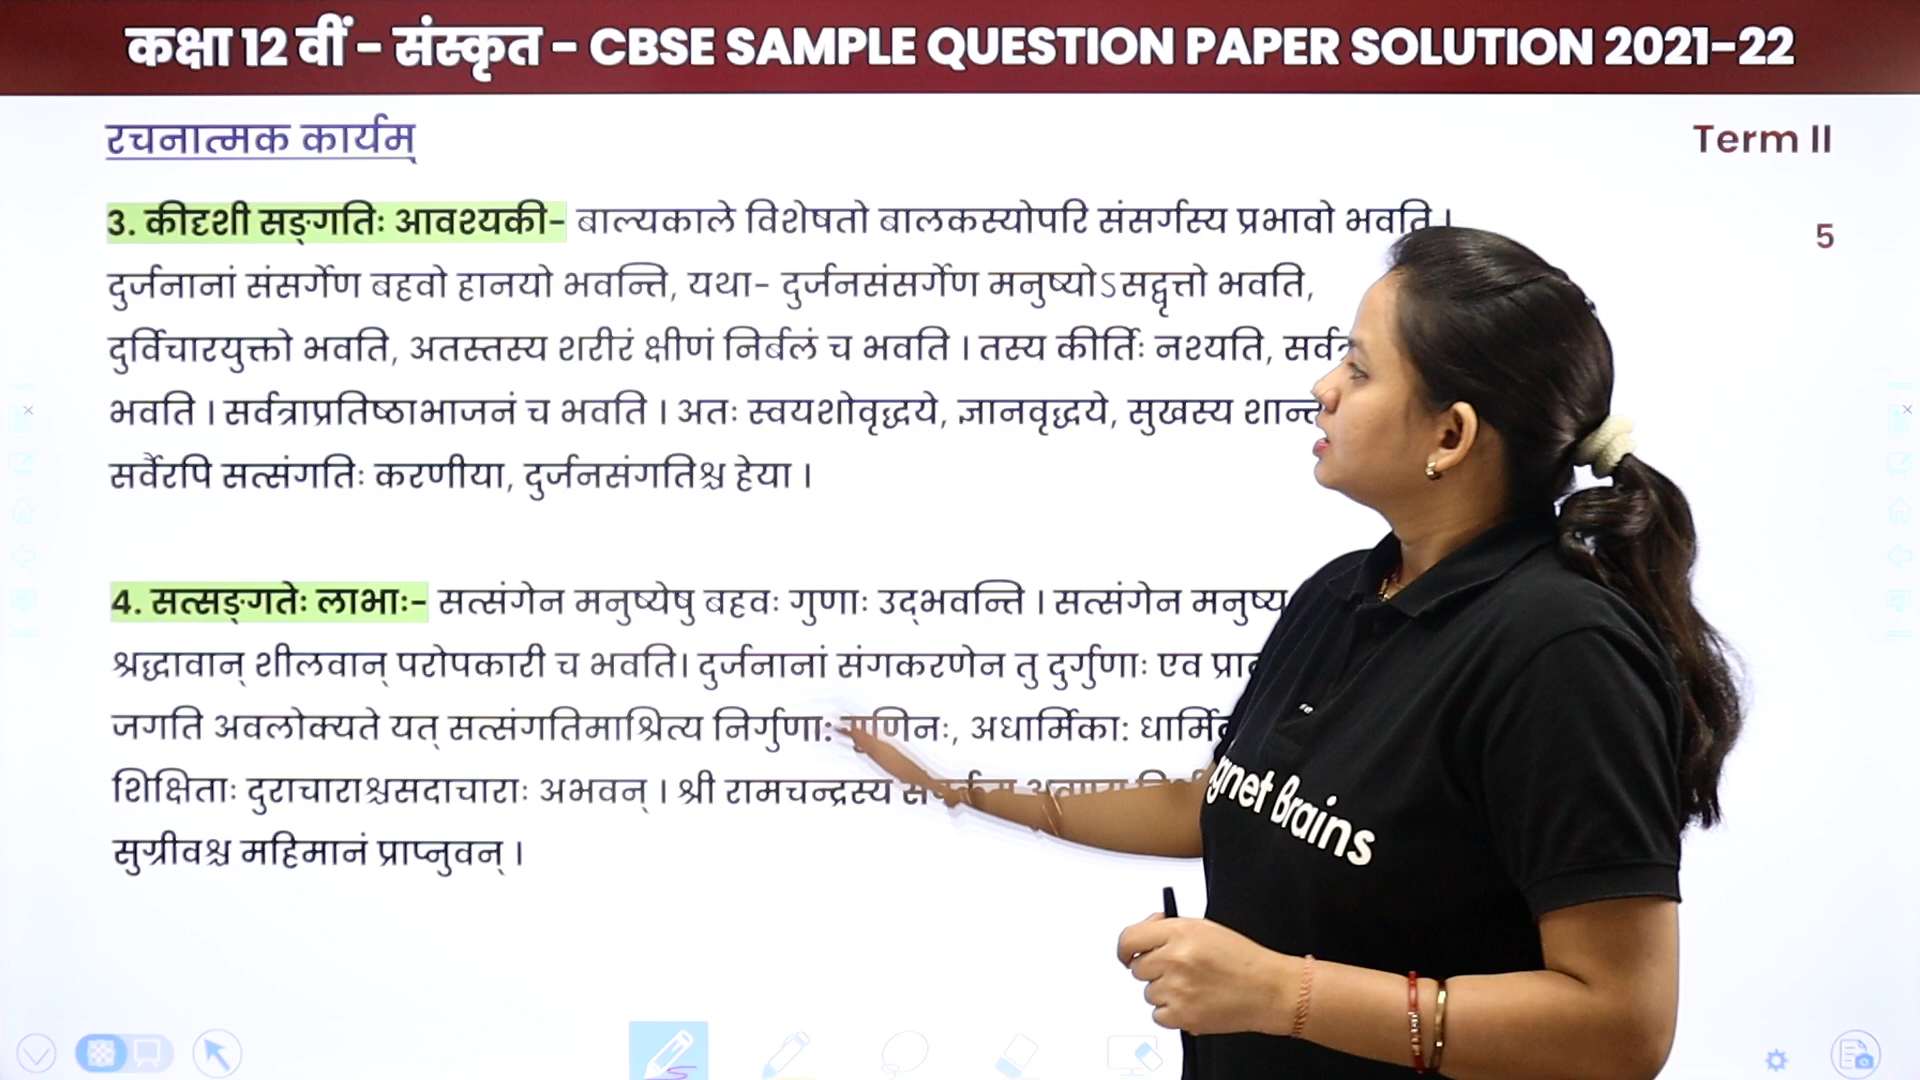 कक्षा 12 वीं - संस्कृत - CBSE SAMPLE QUESTION PAPER SOLUTION 2021-22
रचनात्मक कार्यम्
Term II
3. कीदृशी सङ्गतिः आवश्यकी- बाल्यकाले विशेषतो बालकस्योपरि संसर्गस्य प्रभावो भवति ।
5
दुर्जनानां संसर्गेण बहवो हानयो भवन्ति, यथा- दुर्जनसंसर्गेण मनुष्योऽसद्वृत्तो भवति,
दुर्विचारयुक्तो भवति, अतस्तस्य शरीरं क्षीणं निर्बलं च भवति । तस्य कीर्तिः नश्यति,
भवति । सर्वत्राप्रतिष्ठाभाजनं च भवति । अतः स्वयशोवृद्धये, ज्ञानवृद्धये, सुखस्य
सर्वैरपि सत्संगतिः करणीया, दुर्जनसंगतिश्च हेया ।
4. सत्सङ्गतेः लाभाः- सत्संगेन मनुष्येषु बहवः गुणाः उद्भवन्ति । सत्संगेन
श्रद्धावान् शीलवान् परोपकारी च भवति। दुर्जनानां संगकरणेन तु दुर्गुणाः एव
जगति अवलोक्यते यत् सत्संगतिमाश्रित्य निर्गुणाः गुणिनः, अधार्मिकाः
शिक्षिताः दुराचाराश्चसदाचाराः अभवन् । श्री रामचन्द्रस्य
सुग्रीवश्च महिमानं प्राप्नुवन् ।
gnet Brains